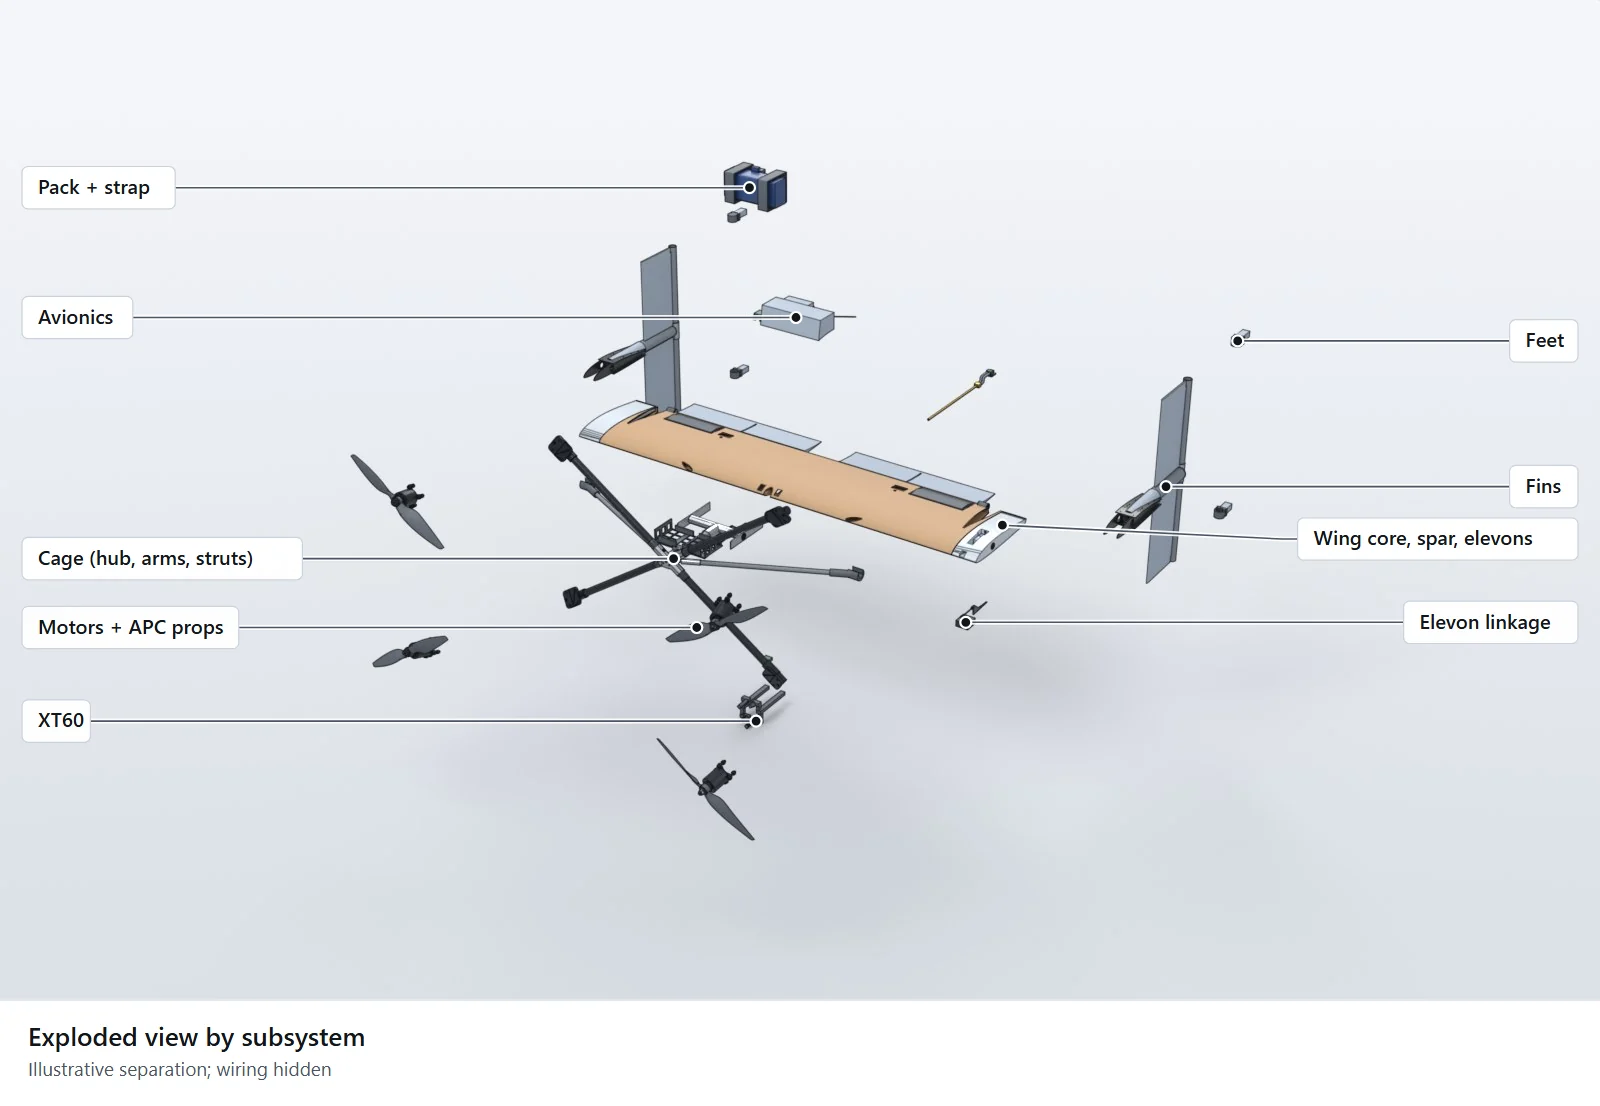 Pack + strap
Avionics
Feet
Fins
Wing core, spar, elevons
Cage (hub, arms, struts)
Elevon linkage
Motors + APC props
XT60
Exploded view by subsystem
Illustrative separation; wiring hidden